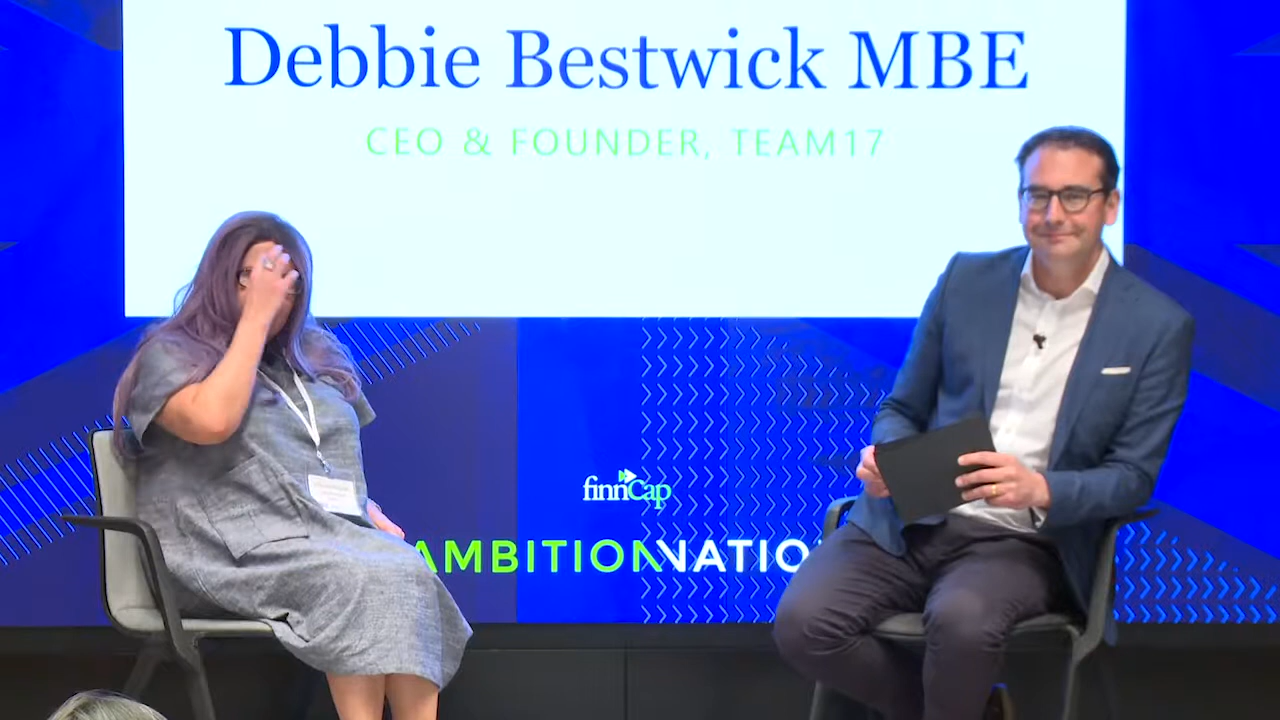 Debbie Bestwick MBE
CEO & FOUNDER, TEAM17
finnCap
AMBITIONNATIO